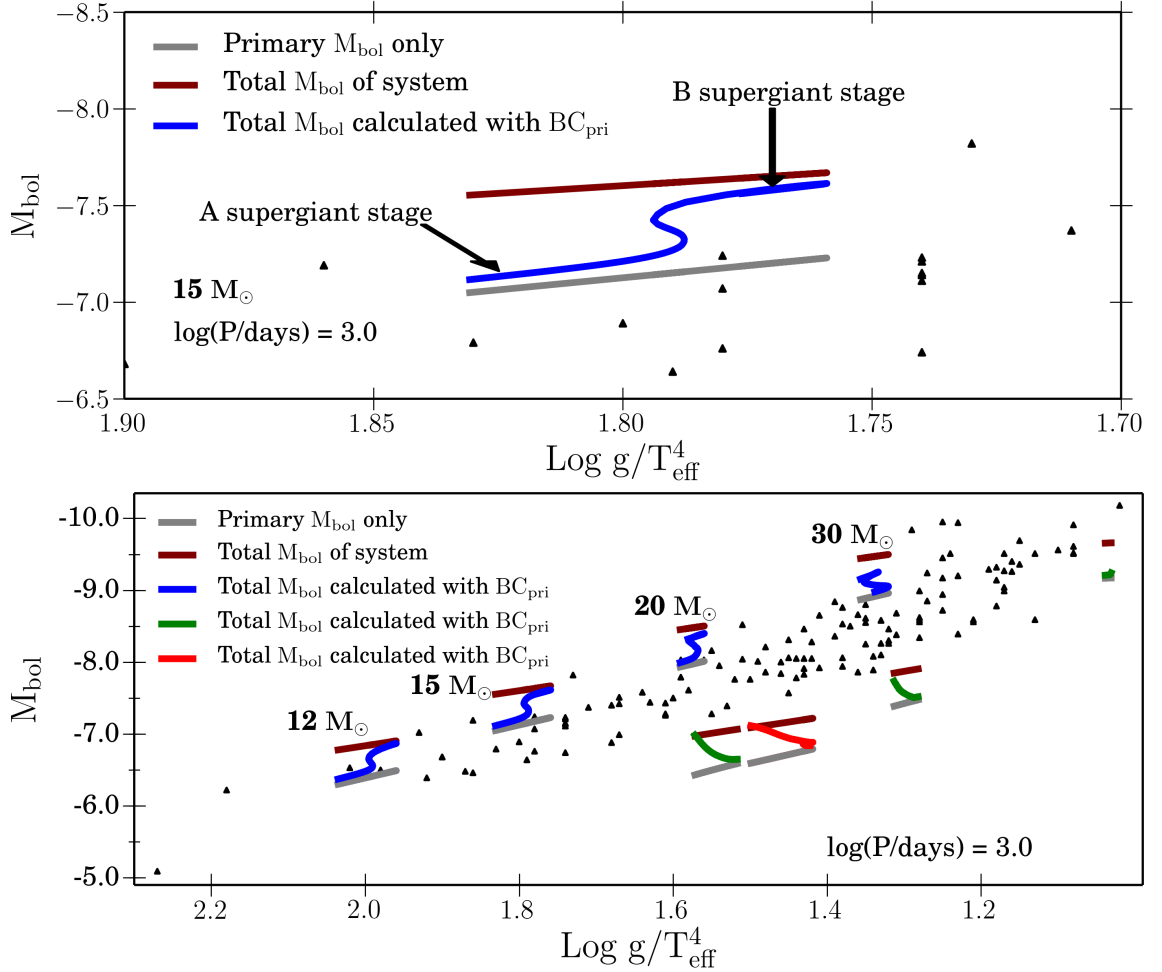 −8.5
−8.0
−7.5
−7.0
−6.5
M_bol
Primary M_bol only
Total M_bol of system
Total M_bol calculated with BC_pri
B supergiant stage
A supergiant stage
15 M_⊙
log(P/days) = 3.0
1.90 1.85 1.80 1.75 1.70
Log g/T_eff^4
-10.0
-9.0
-8.0
-7.0
-6.0
-5.0
M_bol
Primary M_bol only
Total M_bol of system
Total M_bol calculated with BC_pri
Total M_bol calculated with BC_pri
Total M_bol calculated with BC_pri
30 M_⊙
20 M_⊙
15 M_⊙
12 M_⊙
log(P/days) = 3.0
2.2 2.0 1.8 1.6 1.4 1.2
Log g/T_eff^4